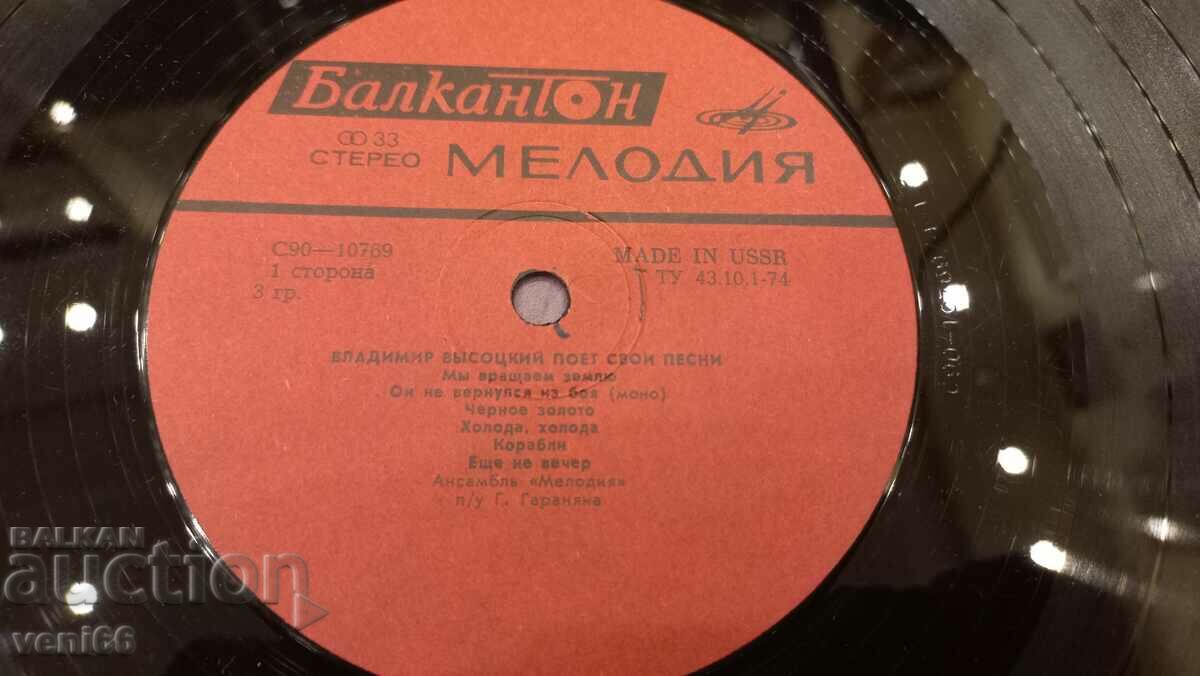 Балкантон
33
СТЕРЕО
МЕЛОДИЯ
С90—10769
1 сторона
3 гр.
MADE IN USSR
ТУ 43.10.1-74
ВЛАДИМИР ВЫСОЦКИЙ ПОЕТ СВОИ ПЕСНИ
Мы вращаем землю
Он не вернулся из боя (моно)
Черное золото
Холода, холода
Корабли
Еще не вечер
Ансамбль «Мелодия»
п/у Г. Гараняна
BALKAN
auction
veni66